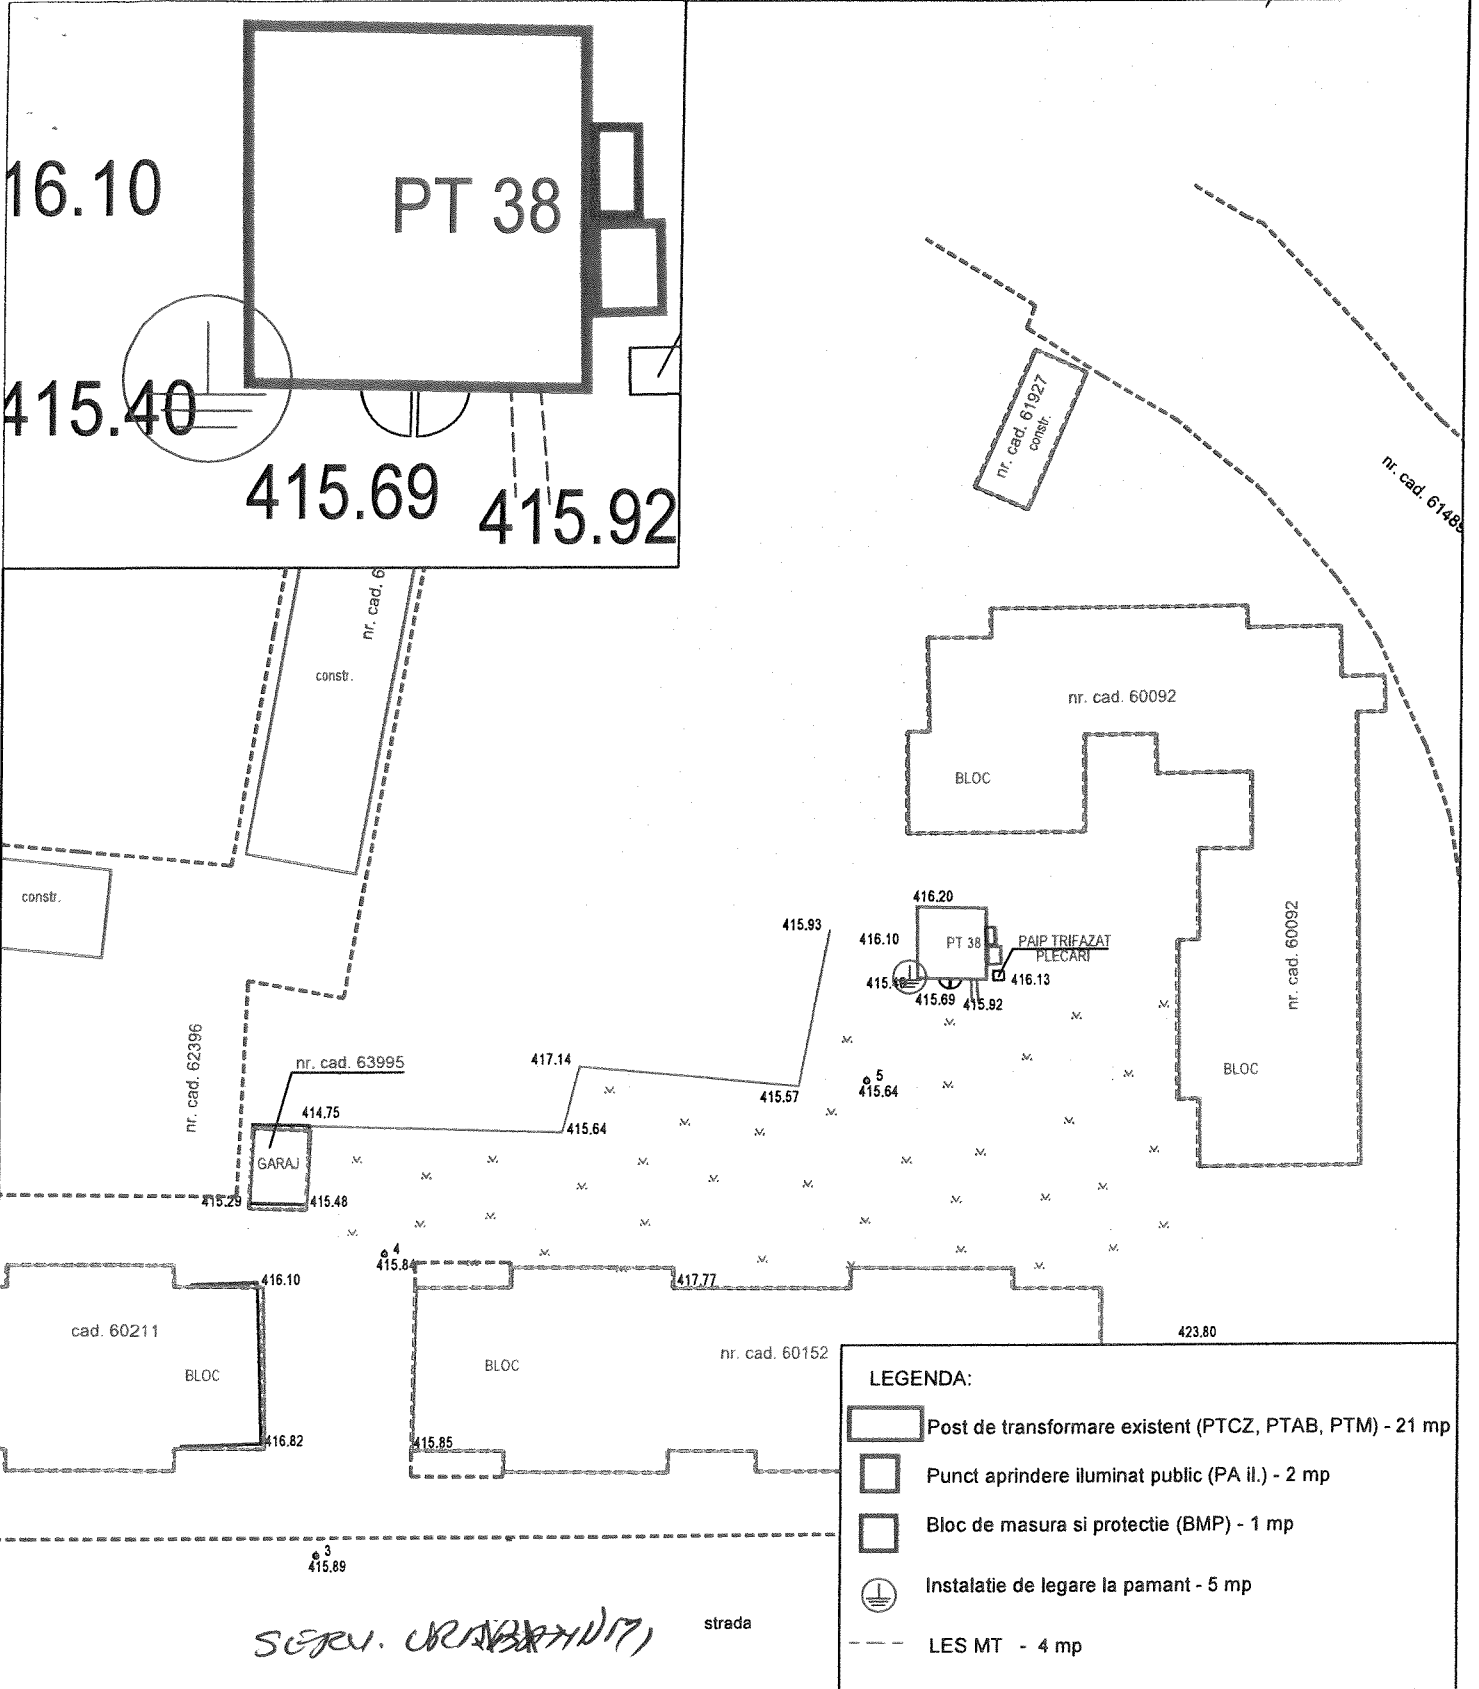 16.10
PT 38
415.40
415.69
415.92
nr. cad. 6
constr.
nr. cad. 61927
constr.
nr. cad. 61489
nr. cad. 60092
BLOC
constr.
416.20
415.93
416.10
PT 38
PAIP TRIFAZAT
PLECARI
415.40
416.13
415.69
415.92
nr. cad. 60092
nr. cad. 62396
nr. cad. 63995
417.14
5
415.64
415.57
BLOC
414.75
415.64
GARAJ
415.29
415.48
4
415.84
416.10
417.77
cad. 60211
BLOC
BLOC
nr. cad. 60152
423.80
416.82
415.85
3
415.89
SERV.
strada
LEGENDA:
Post de transformare existent (PTCZ, PTAB, PTM) - 21 mp
Punct aprindere iluminat public (PA il.) - 2 mp
Bloc de masura si protectie (BMP) - 1 mp
Instalatie de legare la pamant - 5 mp
LES MT - 4 mp